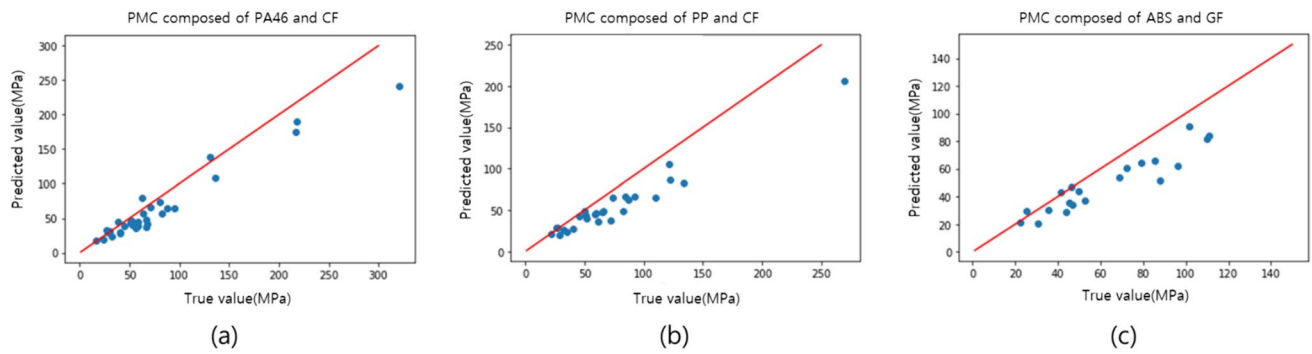 PMC composed of PA46 and CF
Predicted value(MPa)
300
250
200
150
100
50
0
0 50 100 150 200 250 300
True value(MPa)
(a)
PMC composed of PP and CF
Predicted value(MPa)
250
200
150
100
50
0
0 50 100 150 200 250
True value(MPa)
(b)
PMC composed of ABS and GF
Predicted value(MPa)
140
120
100
80
60
40
20
0
0 20 40 60 80 100 120 140
True value(MPa)
(c)